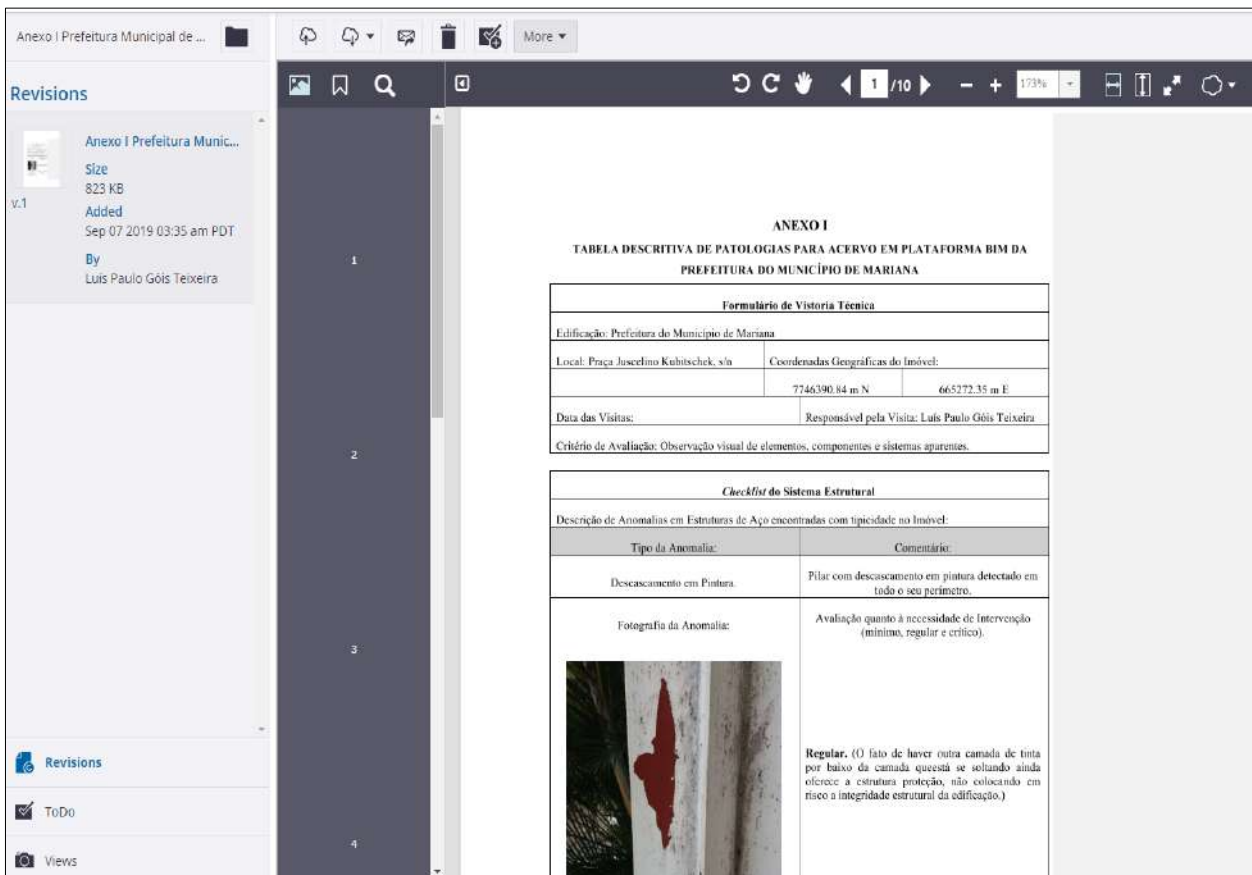 Anexo I Prefeitura Municipal de ...
More
Revisions
1 /10
173%
Anexo I Prefeitura Munic...
Size
823 KB
v.1
Added
Sep 07 2019 03:35 am PDT
By
Luís Paulo Góis Teixeira
1
2
3
4
ANEXO I
TABELA DESCRITIVA DE PATOLOGIAS PARA ACERVO EM PLATAFORMA BIM DA
PREFEITURA DO MUNICÍPIO DE MARIANA
Formulário de Vistoria Técnica
Edificação: Prefeitura do Município de Mariana
Local: Praça Juscelino Kubitschek, s/n
Coordenadas Geográficas do Imóvel:
7746390.84 m N
665272.35 m E
Data das Visitas:
Responsável pela Visita: Luís Paulo Góis Teixeira
Critério de Avaliação: Observação visual de elementos, componentes e sistemas aparentes.
Checklist do Sistema Estrutural
Descrição de Anomalias em Estruturas de Aço encontradas com tipicidade no Imóvel:
Tipo da Anomalia:
Comentário:
Descascamento em Pintura.
Pilar com descascamento em pintura detectado em
todo o seu perímetro.
Fotografia da Anomalia:
Avaliação quanto à necessidade de Intervenção
(mínimo, regular e crítico).
Regular. (O fato de haver outra camada de tinta
por baixo da camada queestá se soltando ainda
oferece a estrutura proteção, não colocando em
risco a integridade estrutural da edificação.)
Revisions
ToDo
Views